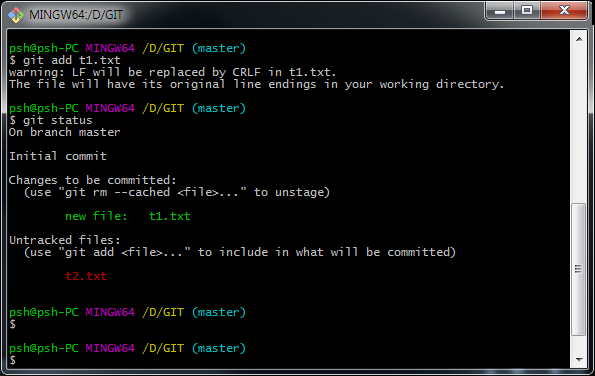 MINGW64:/D/GIT
psh@psh-PC MINGW64 /D/GIT (master)
$ git add t1.txt
warning: LF will be replaced by CRLF in t1.txt.
The file will have its original line endings in your working directory.
psh@psh-PC MINGW64 /D/GIT (master)
$ git status
On branch master
Initial commit
Changes to be committed:
(use "git rm --cached <file>..." to unstage)
new file: t1.txt
Untracked files:
(use "git add <file>..." to include in what will be committed)
t2.txt
psh@psh-PC MINGW64 /D/GIT (master)
$
psh@psh-PC MINGW64 /D/GIT (master)
$